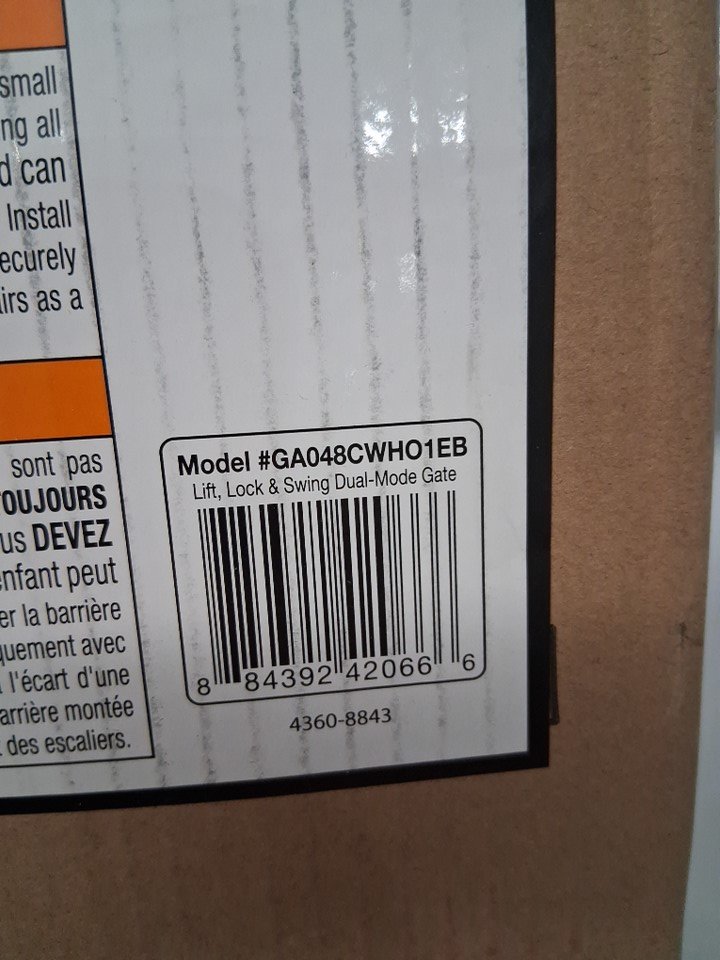 small
ng all
d can
Install
ecurely
irs as a
sont pas
OUJOURS
us DEVEZ
enfant peut
er la barrière
quement avec
l'écart d'une
arrière montée
des escaliers.
Model #GA048CWHO1EB
Lift, Lock & Swing Dual-Mode Gate
8 84392 42066 6
4360-8843